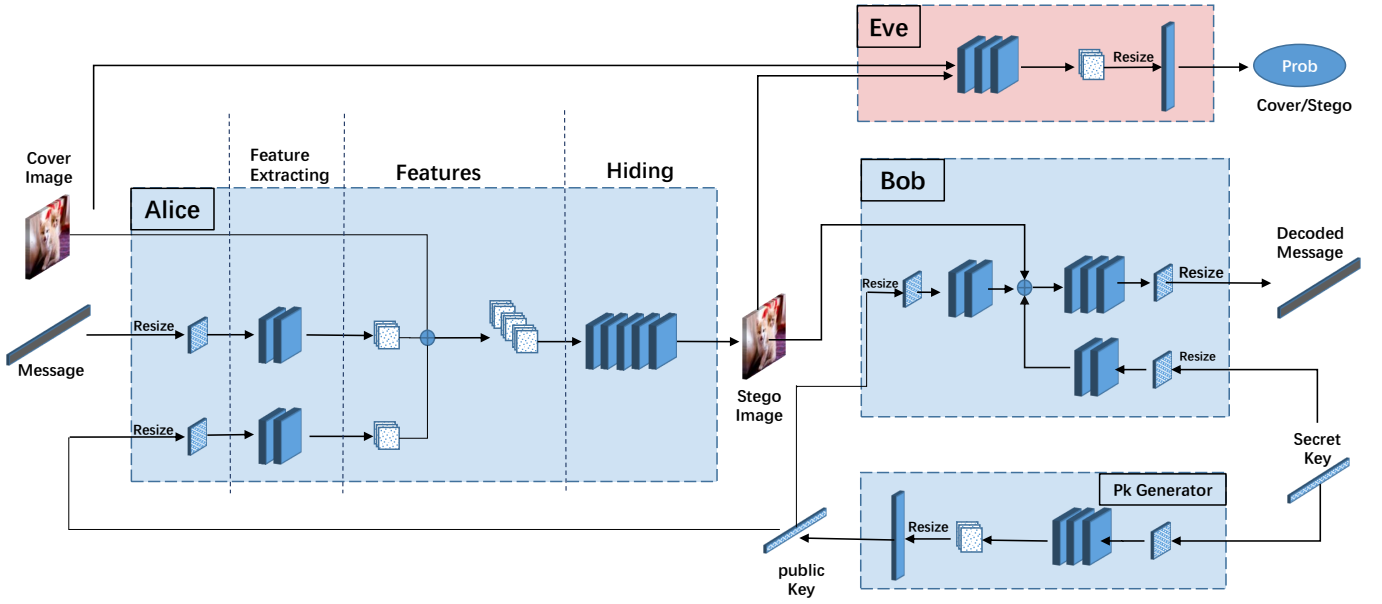 Eve
Resize
Prob
Cover/Stego
Cover
Image
Feature
Extracting
Features
Hiding
Alice
Bob
Resize
Message
Resize
Stego
Image
Resize
Resize
Decoded
Message
Resize
Secret
Key
Pk Generator
Resize
public
Key